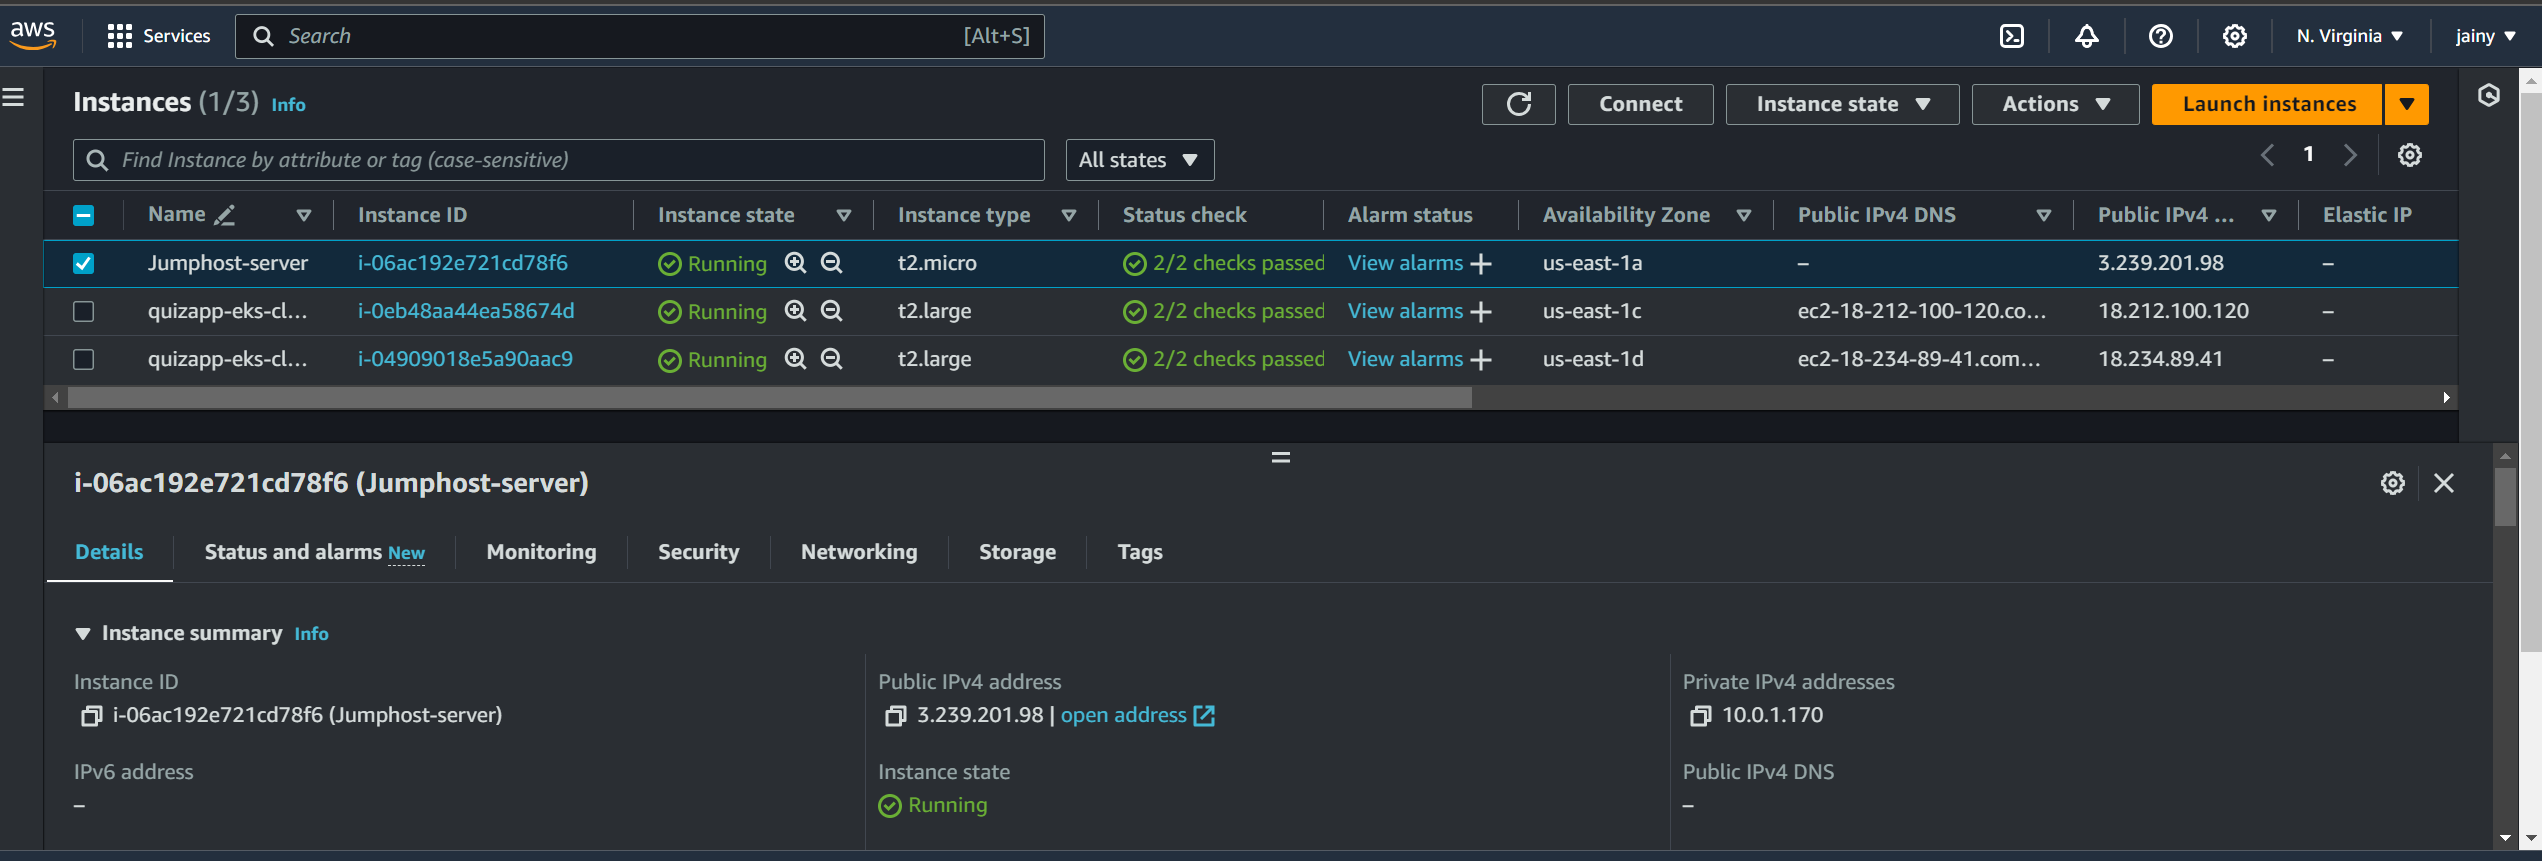 aws Services Search [Alt+S] N. Virginia jainy
Instances (1/3) Info Connect Instance state Actions Launch instances
Find Instance by attribute or tag (case-sensitive) All states 1
Name Instance ID Instance state Instance type Status check Alarm status Availability Zone Public IPv4 DNS Public IPv4 ... Elastic IP
Jumphost-server i-06ac192e721cd78f6 Running t2.micro 2/2 checks passed View alarms + us-east-1a – 3.239.201.98 –
quizapp-eks-cl... i-0eb48aa44ea58674d Running t2.large 2/2 checks passed View alarms + us-east-1c ec2-18-212-100-120.co... 18.212.100.120 –
quizapp-eks-cl... i-04909018e5a90aac9 Running t2.large 2/2 checks passed View alarms + us-east-1d ec2-18-234-89-41.com... 18.234.89.41 –
i-06ac192e721cd78f6 (Jumphost-server)
Details Status and alarms New Monitoring Security Networking Storage Tags
Instance summary Info
Instance ID Public IPv4 address Private IPv4 addresses
i-06ac192e721cd78f6 (Jumphost-server) 3.239.201.98 | open address 10.0.1.170
IPv6 address Instance state Public IPv4 DNS
– Running –